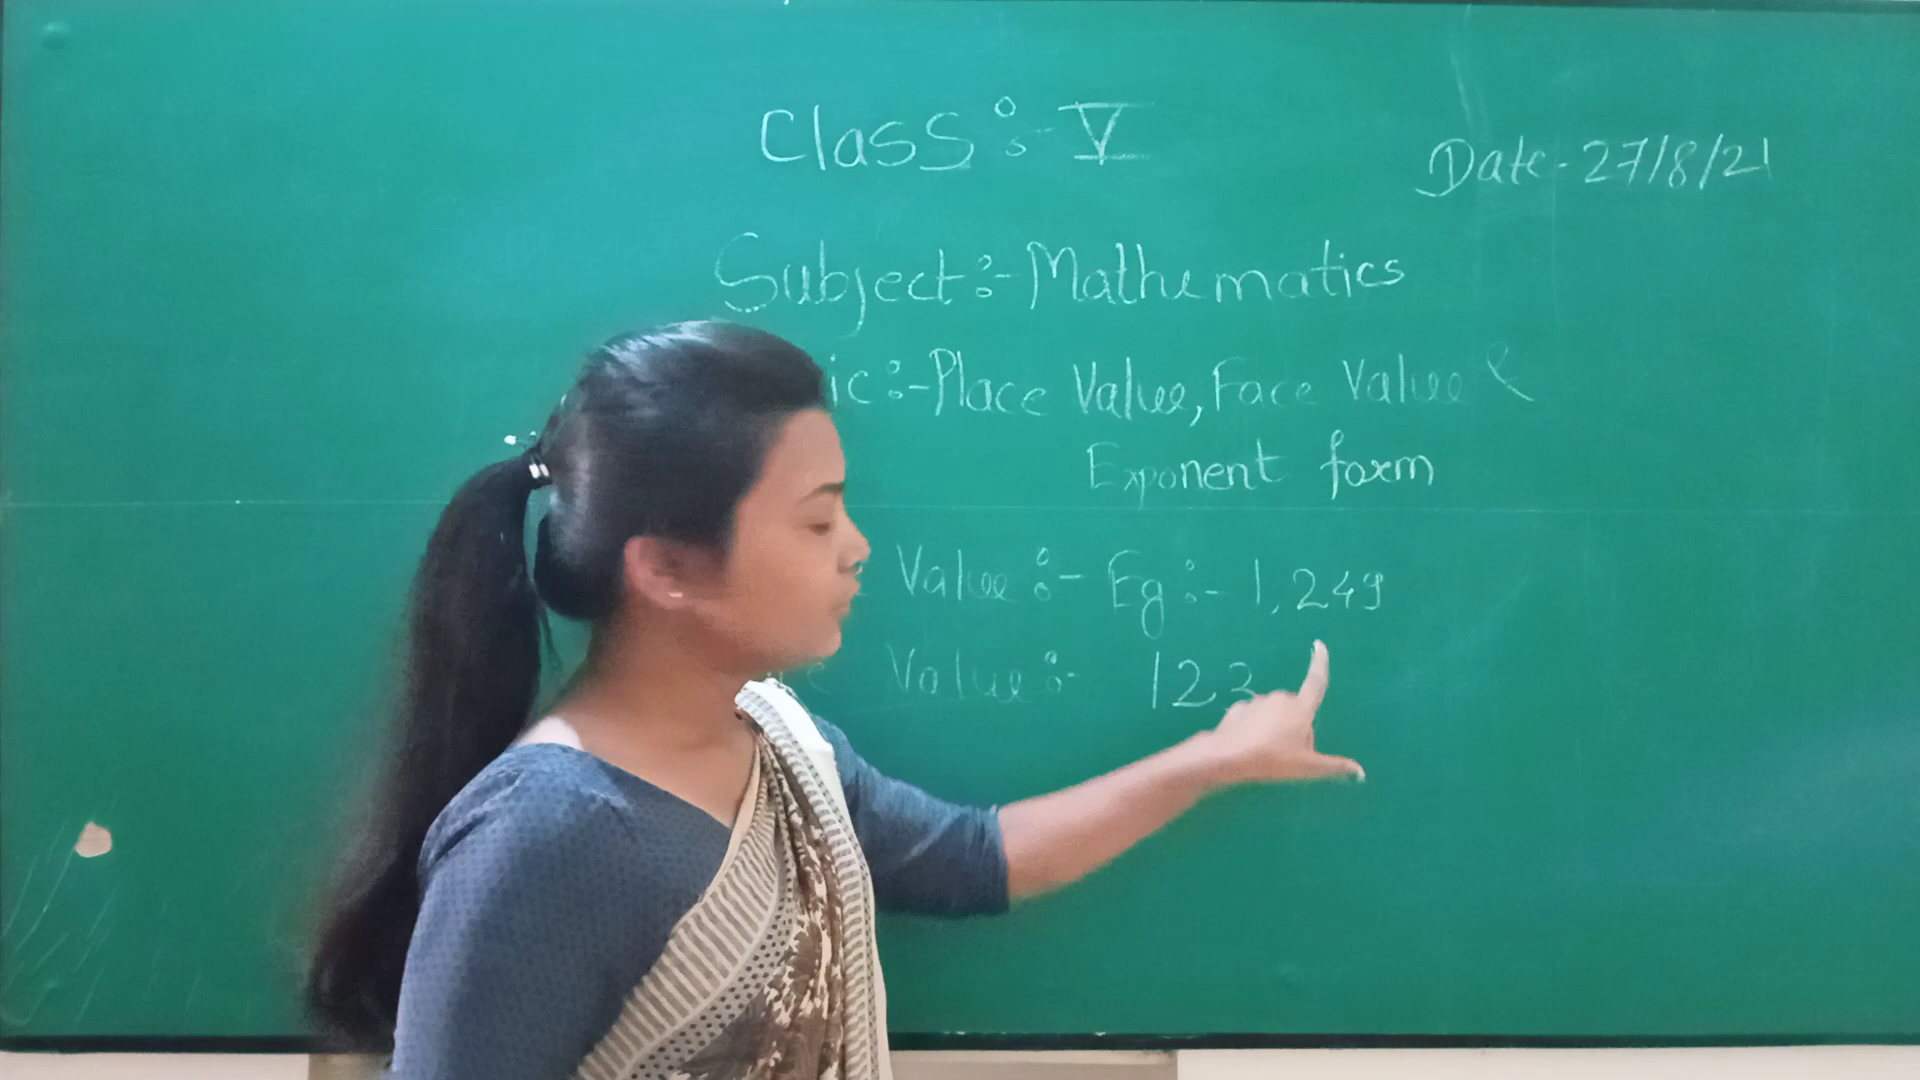 Class :- V
Date - 27/8/21
Subject :- Mathematics
ic :- Place Value, Face Value &
Exponent form
Value :- Eg :- 1,249
Value :- 123